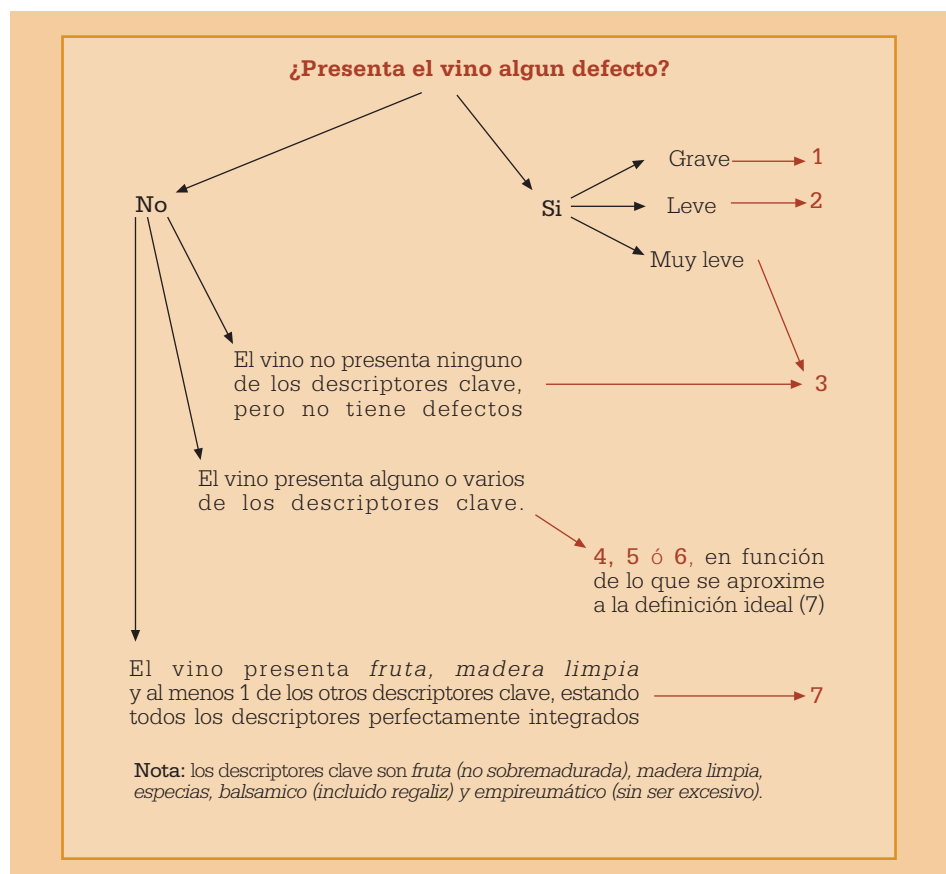 ¿Presenta el vino algun defecto?
Grave
1
No
Si
Leve
2
Muy leve
El vino no presenta ninguno
de los descriptores clave,
pero no tiene defectos
3
El vino presenta alguno o varios
de los descriptores clave.
4, 5 ó 6, en función
de lo que se aproxime
a la definición ideal (7)
El vino presenta fruta, madera limpia
y al menos 1 de los otros descriptores clave, estando
todos los descriptores perfectamente integrados
7
Nota: los descriptores clave son fruta (no sobremadurada), madera limpia,
especias, balsamico (incluido regaliz) y empireumático (sin ser excesivo).